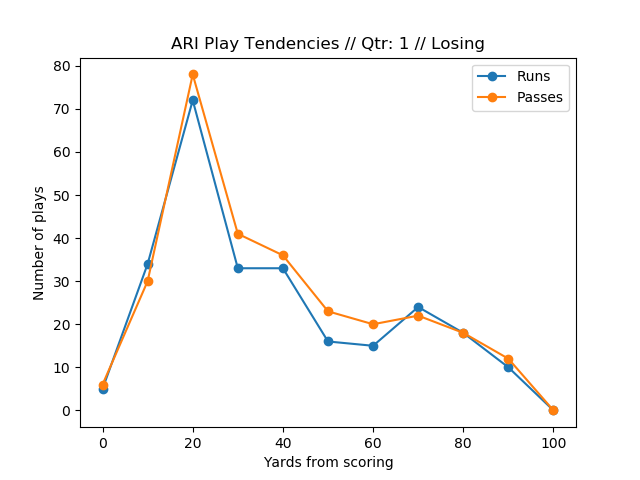 ARI Play Tendencies // Qtr: 1 // Losing
Runs
Passes
Number of plays
80
70
60
50
40
30
20
10
0
0 20 40 60 80 100
Yards from scoring